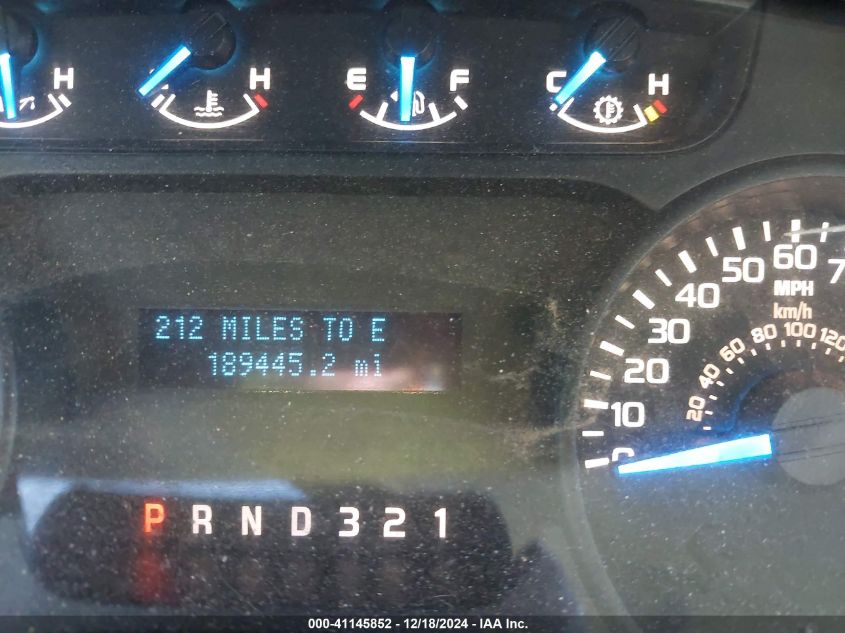 H
H
E F
C H
212 MILES TO E
189445.2 mi
P R N D 3 2 1
0 10 20 30 40 50 60
MPH
km/h
20 40 60 80 100 120
000-41145852 - 12/18/2024 - IAA Inc.